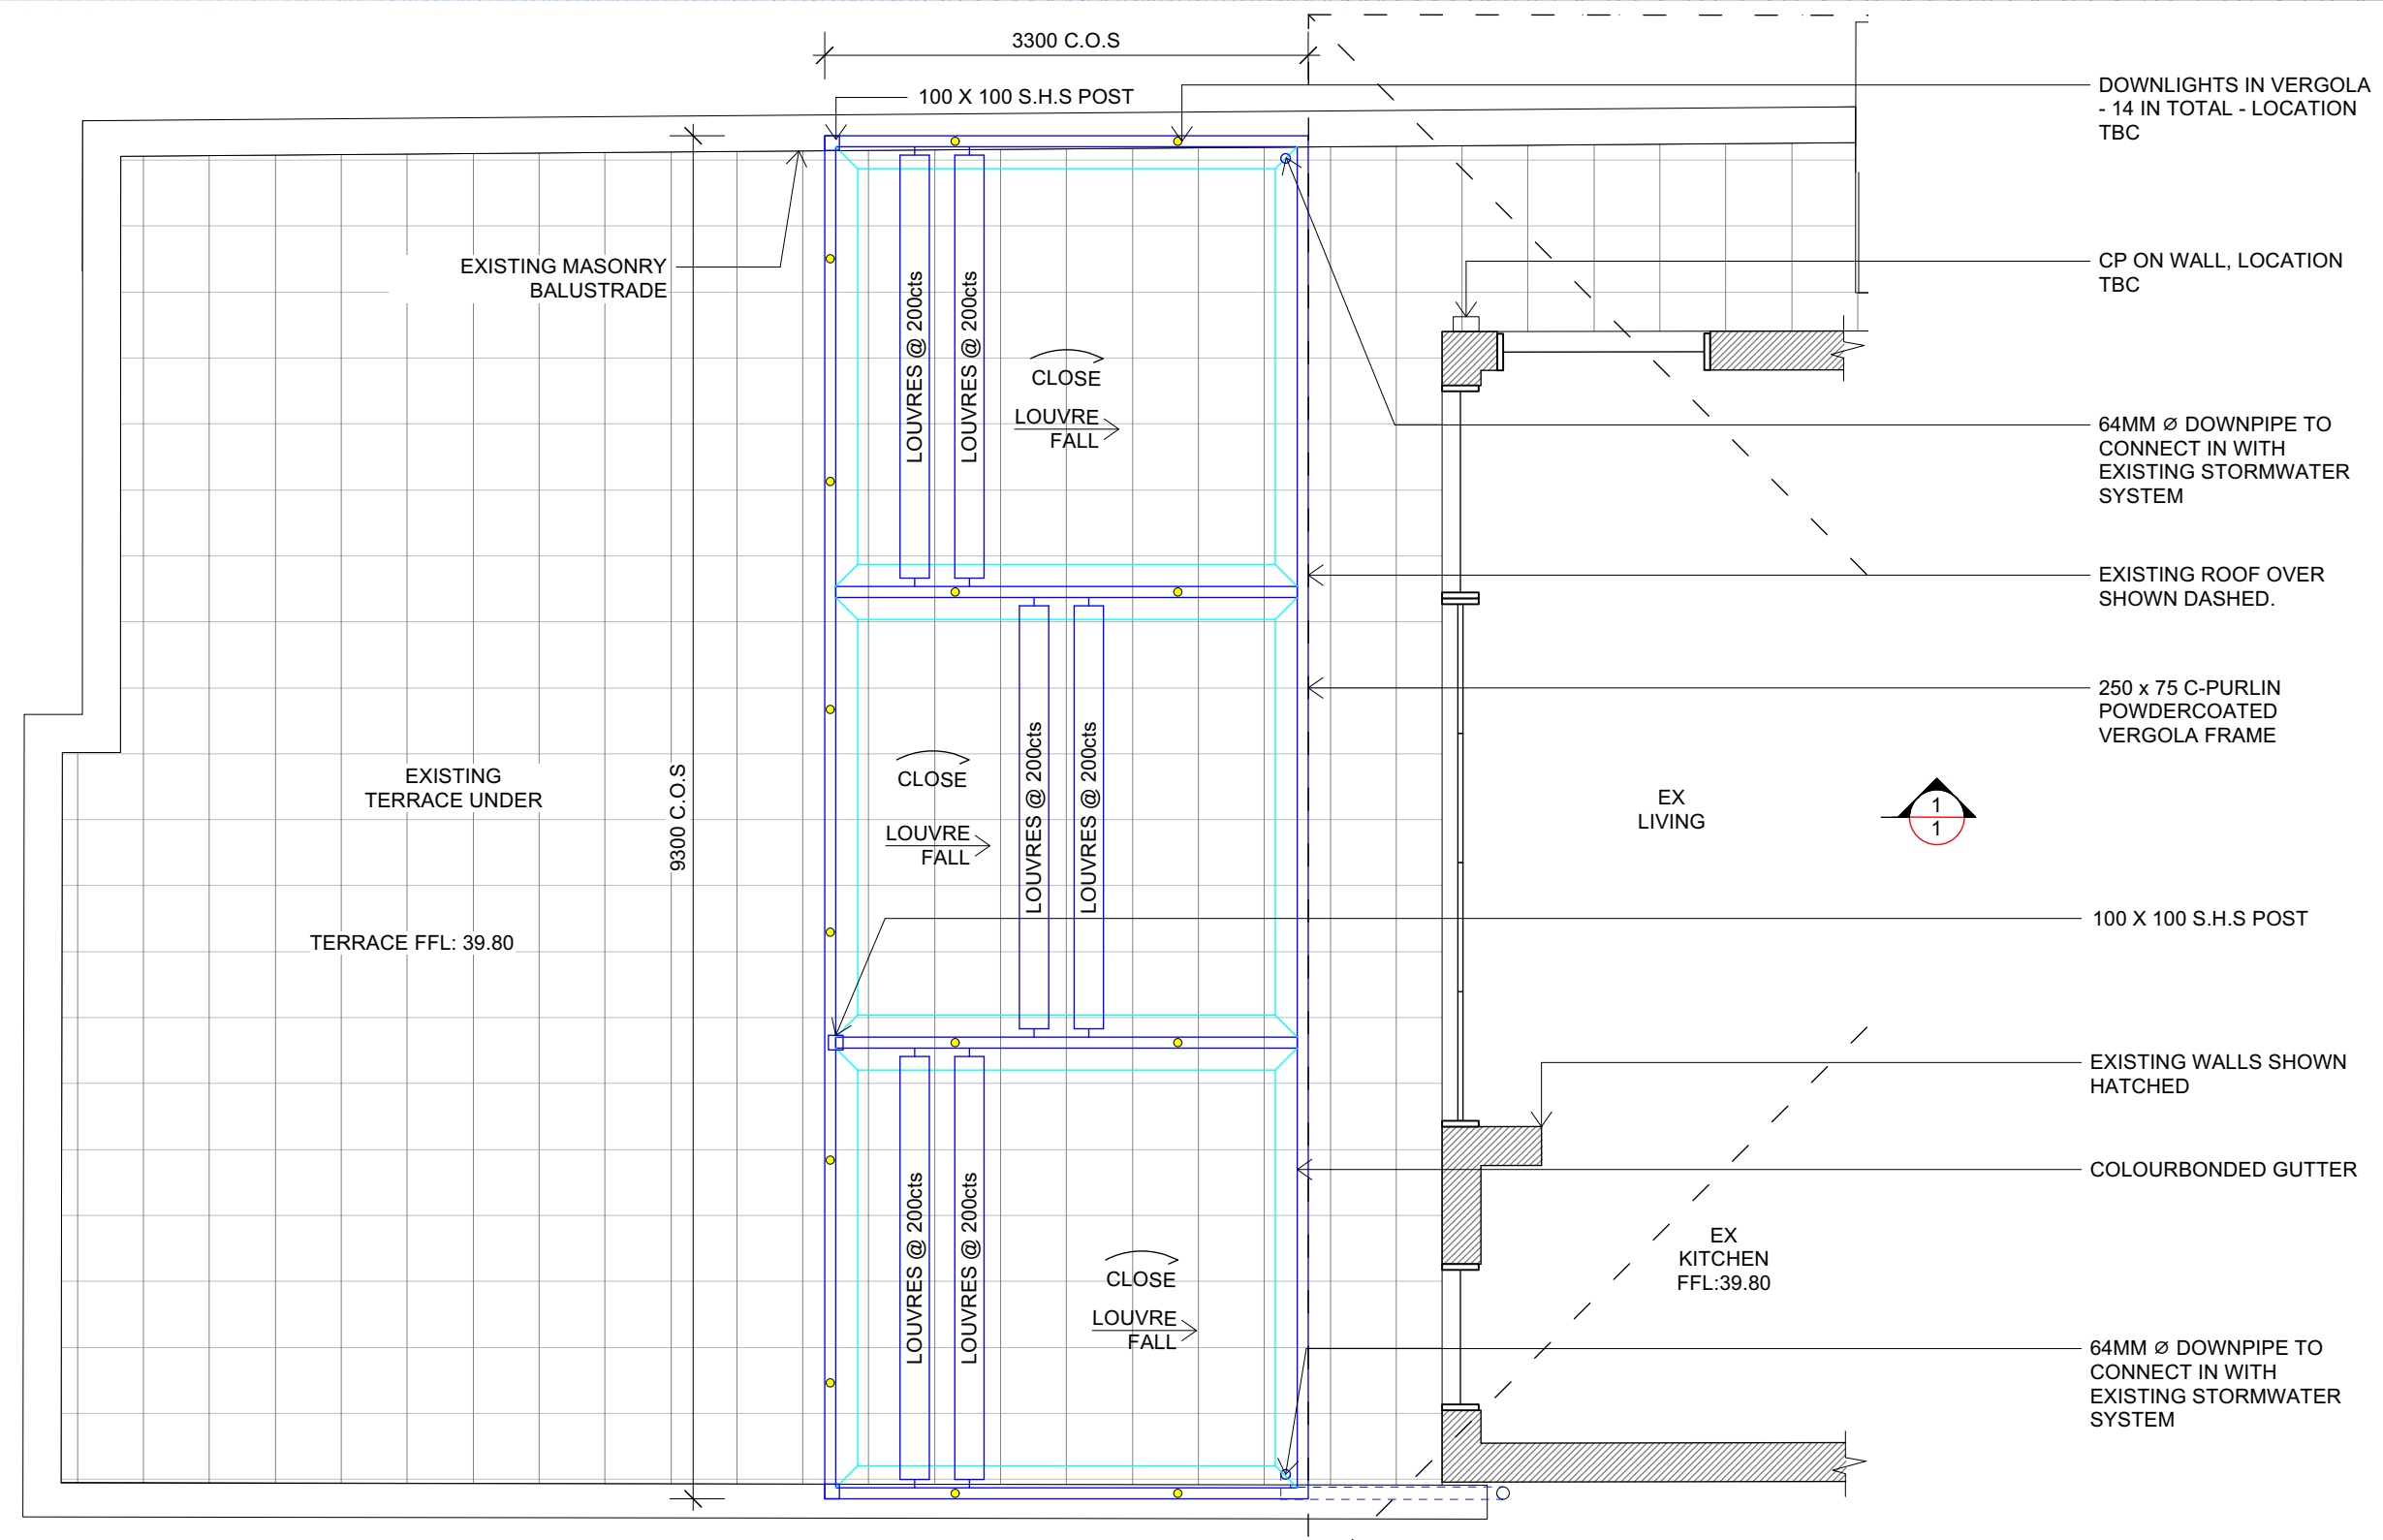 3300 C.O.S
100 X 100 S.H.S POST
DOWNLIGHTS IN VERGOLA
- 14 IN TOTAL - LOCATION
TBC
EXISTING MASONRY
BALUSTRADE
LOUVRES @ 200cts
LOUVRES @ 200cts
CLOSE
LOUVRE
FALL
CP ON WALL, LOCATION
TBC
64MM Ø DOWNPIPE TO
CONNECT IN WITH
EXISTING STORMWATER
SYSTEM
EXISTING ROOF OVER
SHOWN DASHED.
250 x 75 C-PURLIN
POWDERCOATED
VERGOLA FRAME
EXISTING
TERRACE UNDER
9300 C.O.S
CLOSE
LOUVRE
FALL
LOUVRES @ 200cts
LOUVRES @ 200cts
EX
LIVING
1
1
TERRACE FFL: 39.80
100 X 100 S.H.S POST
EXISTING WALLS SHOWN
HATCHED
COLOURBONDED GUTTER
LOUVRES @ 200cts
LOUVRES @ 200cts
CLOSE
LOUVRE
FALL
EX
KITCHEN
FFL:39.80
64MM Ø DOWNPIPE TO
CONNECT IN WITH
EXISTING STORMWATER
SYSTEM